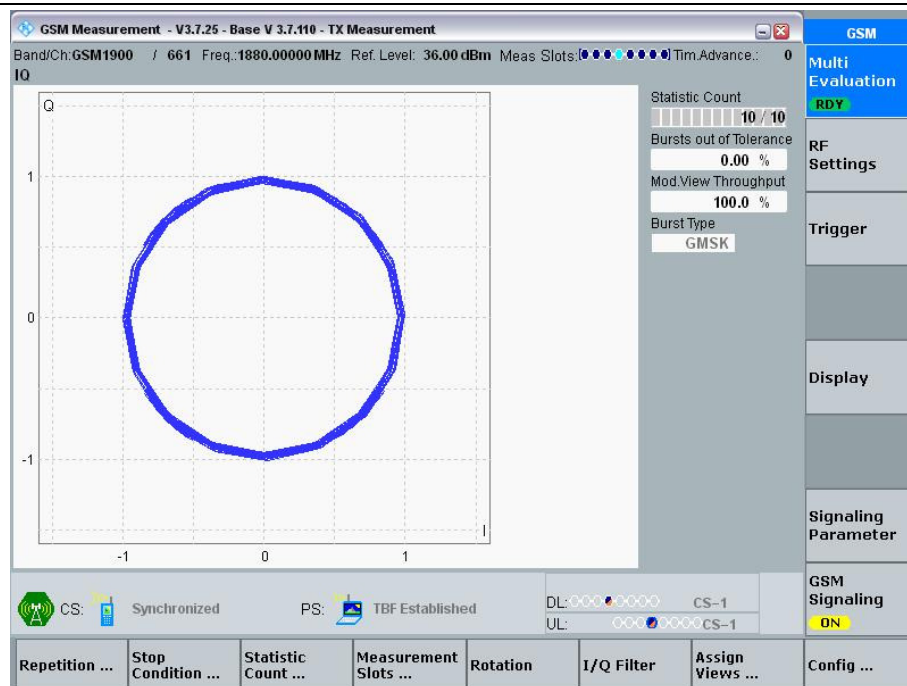 GSM Measurement - V3.7.25 - Base V 3.7.110 - TX Measurement
GSM
Band/Ch:GSM1900 / 661 Freq.:1880.00000 MHz Ref. Level: 36.00 dBm Meas Slots: Tim.Advance.: 0
IQ
Multi
Evaluation
RDY
Q
Statistic Count
10 / 10
Bursts out of Tolerance
0.00 %
Mod.View Throughput
100.0 %
Burst Type
GMSK
RF
Settings
Trigger
Display
1
0
-1
I
-1 0 1
Signaling
Parameter
GSM
Signaling
ON
CS: Synchronized PS: TBF Established DL: CS-1
UL: CS-1
Repetition ...
Stop
Condition ...
Statistic
Count ...
Measurement
Slots ...
Rotation
I/Q Filter
Assign
Views ...
Config ...